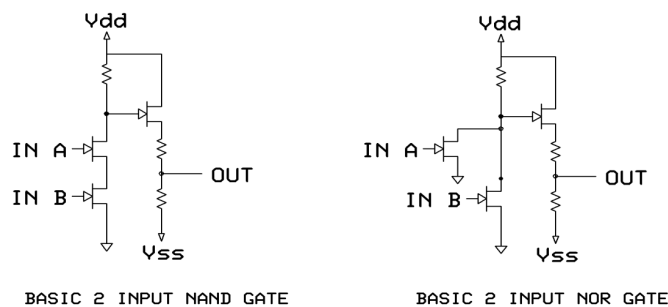 Vdd
IN A
IN B
OUT
Vss
BASIC 2 INPUT NAND GATE
Vdd
IN A
IN B
OUT
Vss
BASIC 2 INPUT NOR GATE